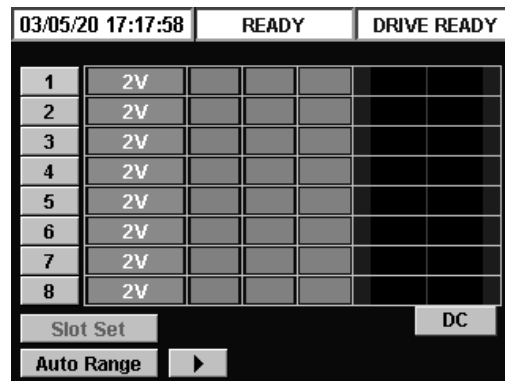 03/05/20 17:17:58 READY DRIVE READY
1 2V
2 2V
3 2V
4 2V
5 2V
6 2V
7 2V
8 2V
DC
Slot Set
Auto Range